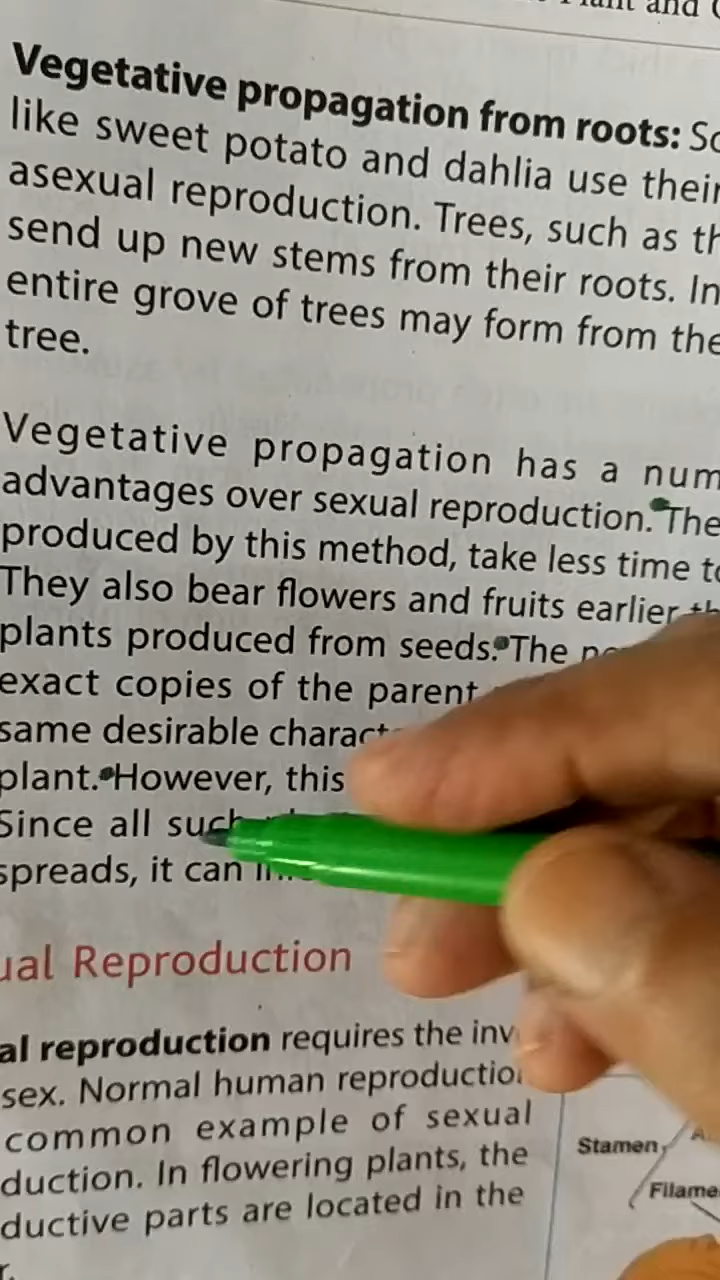 Plant and
Vegetative propagation from roots:
like sweet potato and dahlia use their
asexual reproduction. Trees, such as
send up new stems from their roots. In
entire grove of trees may form from the
tree.
Vegetative propagation has a num
advantages over sexual reproduction. The
produced by this method, take less time
They also bear flowers and fruits earlier
plants produced from seeds. The
exact copies of the parent
same desirable charact
plant. However, this
Since all such
spreads, it can
ual Reproduction
al reproduction requires the inv
sex. Normal human reproductio
common example of sexual
duction. In flowering plants, the
ductive parts are located in the
r.
Stamen
Filame